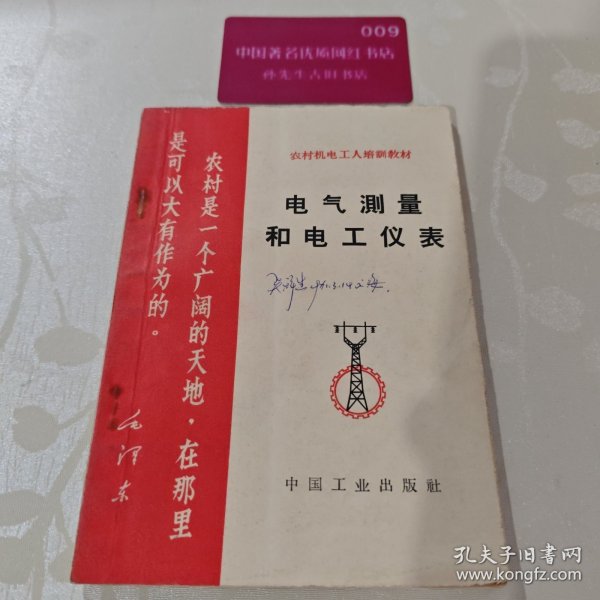 009
中国著名优质网红书店
孙先生古旧书店
农村机电工人培训教材
电气测量
和电工仪表
农村是一个广阔的天地，在那里
是可以大有作为的。
毛泽东
中国工业出版社
孔夫子旧书网
www.kongfz.com